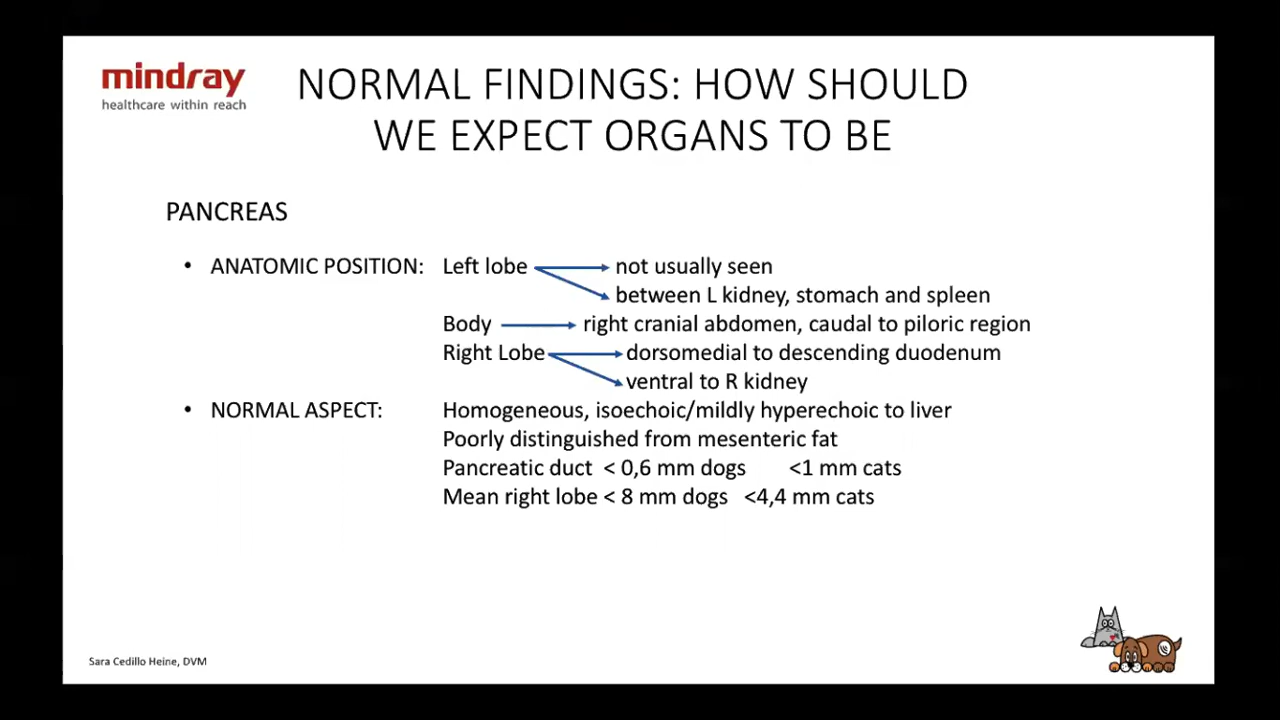 mindray
healthcare within reach
NORMAL FINDINGS: HOW SHOULD
WE EXPECT ORGANS TO BE
PANCREAS
• ANATOMIC POSITION: Left lobe not usually seen
between L kidney, stomach and spleen
Body right cranial abdomen, caudal to piloric region
Right Lobe dorsomedial to descending duodenum
ventral to R kidney
• NORMAL ASPECT: Homogeneous, isoechoic/mildly hyperechoic to liver
Poorly distinguished from mesenteric fat
Pancreatic duct < 0,6 mm dogs <1 mm cats
Mean right lobe < 8 mm dogs <4,4 mm cats
Sara Cedillo Heine, DVM